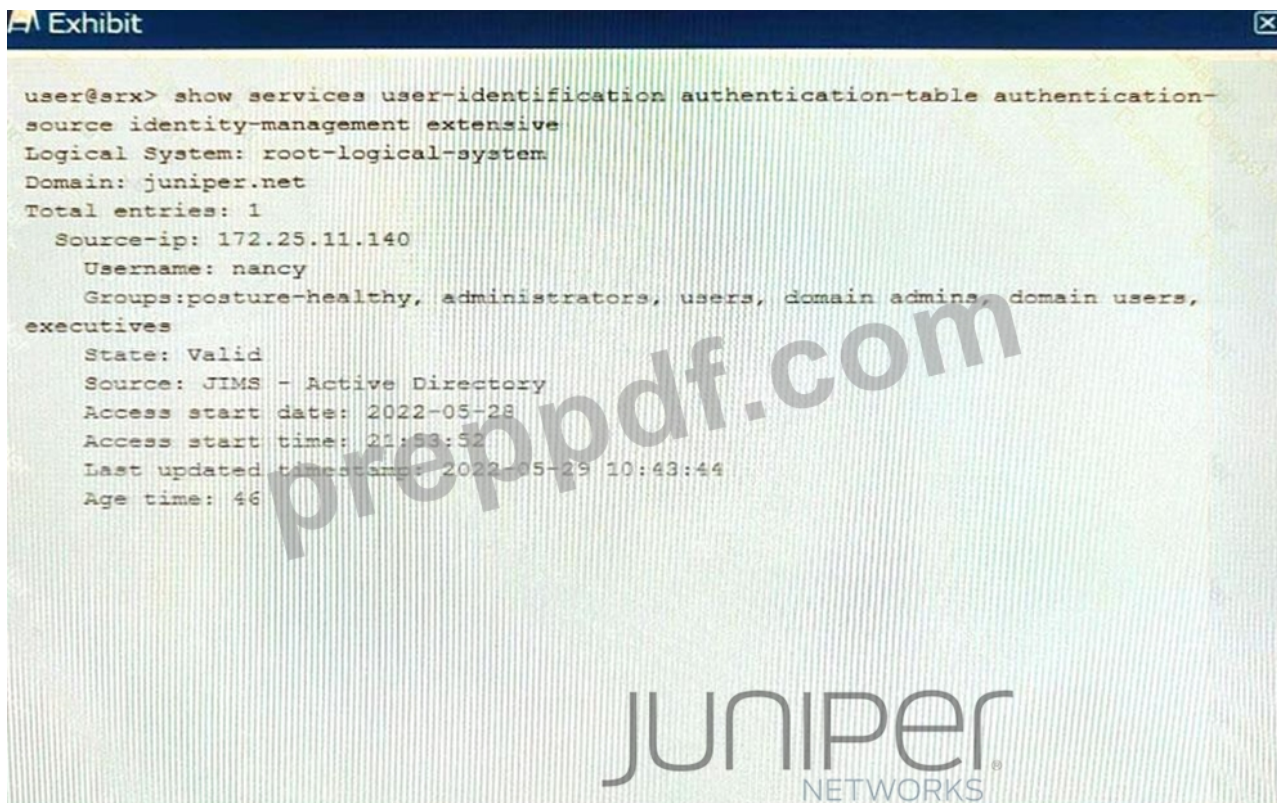 Exhibit
user@srx> show services user-identification authentication-table authentication-
source identity-management extensive
Logical System: root-logical-system
Domain: juniper.net
Total entries: 1
Source-ip: 172.25.11.140
Username: nancy
Groups:posture-healthy, administrators, users, domain admins, domain users,
executives
State: Valid
Source: JIMS - Active Directory
Access start date: 2022-05-28
Access start time: 21:53:52
Last updated timestamp: 2022-05-29 10:43:44
Age time: 46
preppdf.com
JUNIPER
NETWORKS